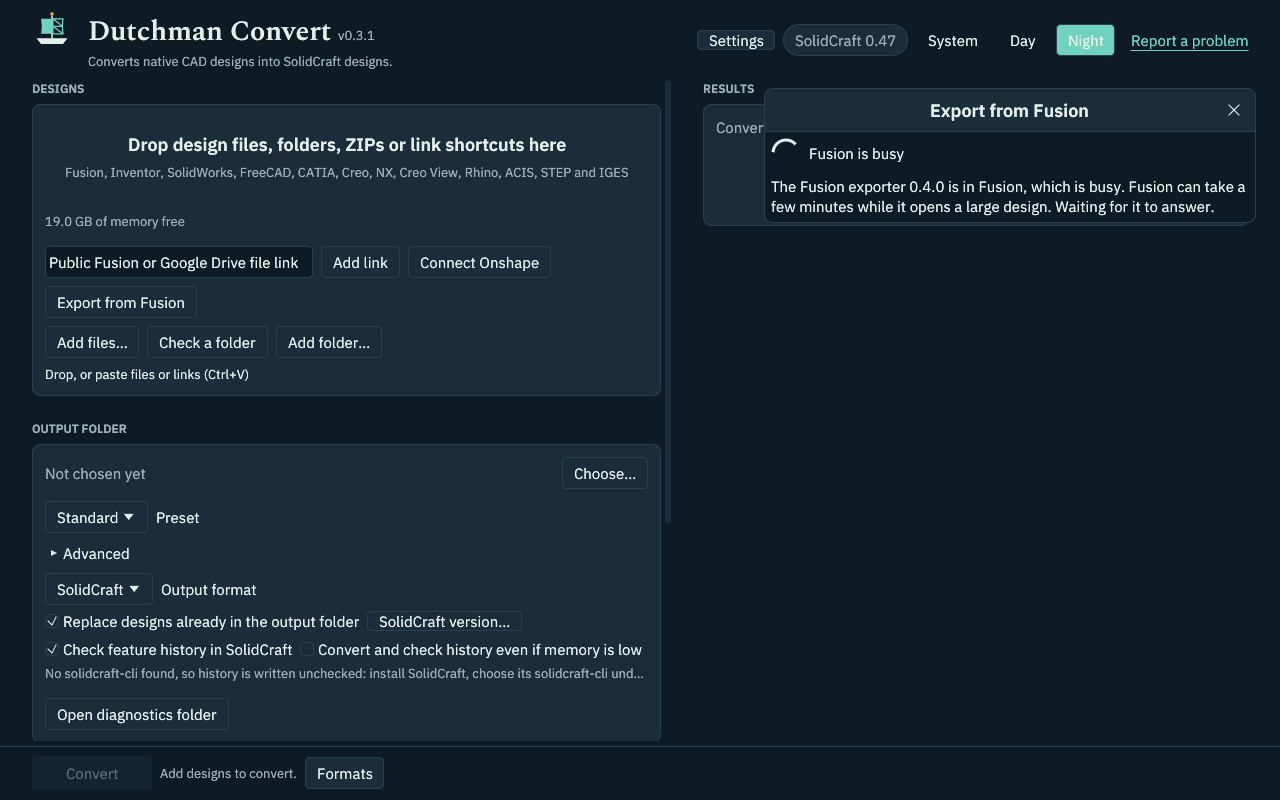 Dutchman Convert v0.3.1
Converts native CAD designs into SolidCraft designs.
Settings
SolidCraft 0.47
System
Day
Night
Report a problem
DESIGNS
Drop design files, folders, ZIPs or link shortcuts here
Fusion, Inventor, SolidWorks, FreeCAD, CATIA, Creo, NX, Creo View, Rhino, ACIS, STEP and IGES
19.0 GB of memory free
Public Fusion or Google Drive file link
Add link
Connect Onshape
Export from Fusion
Add files...
Check a folder
Add folder...
Drop, or paste files or links (Ctrl+V)
OUTPUT FOLDER
Not chosen yet
Choose...
Standard
Preset
Advanced
SolidCraft
Output format
Replace designs already in the output folder
SolidCraft version...
Check feature history in SolidCraft
Convert and check history even if memory is low
No solidcraft-cli found, so history is written unchecked: install SolidCraft, choose its solidcraft-cli und...
Open diagnostics folder
Convert
Add designs to convert.
Formats
RESULTS
Conver
Export from Fusion
Fusion is busy
The Fusion exporter 0.4.0 is in Fusion, which is busy. Fusion can take a
few minutes while it opens a large design. Waiting for it to answer.